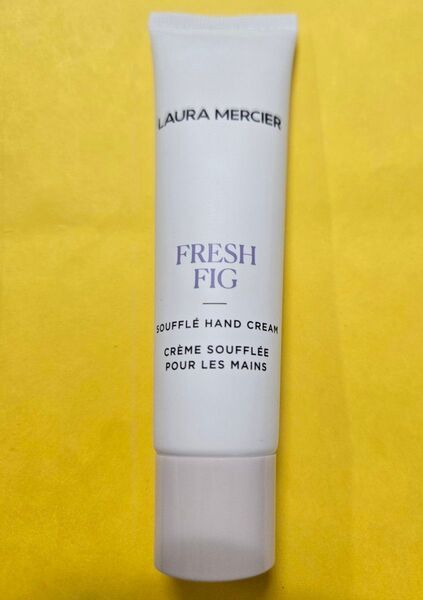 LAURA MERCIER
FRESH
FIG
SOUFFLÉ HAND CREAM
CRÈME SOUFFLÉE
POUR LES MAINS